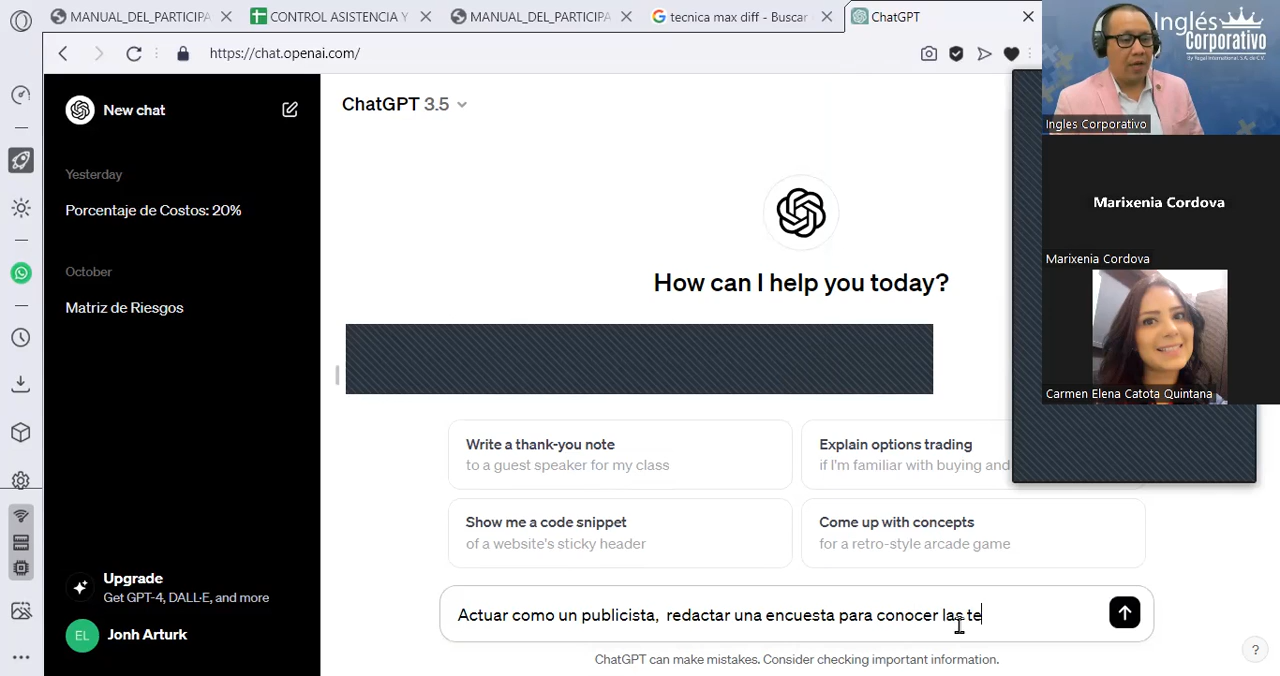 MANUAL_DEL_PARTICIPA
CONTROL ASISTENCIA Y
MANUAL_DEL_PARTICIPA
tecnica max diff - Buscar
ChatGPT
https://chat.openai.com/
New chat
Yesterday
Porcentaje de Costos: 20%
October
Matriz de Riesgos
Upgrade
Get GPT-4, DALL·E, and more
EL
Jonh Arturk
ChatGPT 3.5
How can I help you today?
Write a thank-you note
to a guest speaker for my class
Explain options trading
if I'm familiar with buying and
Show me a code snippet
of a website's sticky header
Come up with concepts
for a retro-style arcade game
Actuar como un publicista, redactar una encuesta para conocer las te
ChatGPT can make mistakes. Consider checking important information.
?
Inglés
Corporativo
By Regal International, S.A. de C.V.
Ingles Corporativo
Marixenia Cordova
Marixenia Cordova
Carmen Elena Catota Quintana